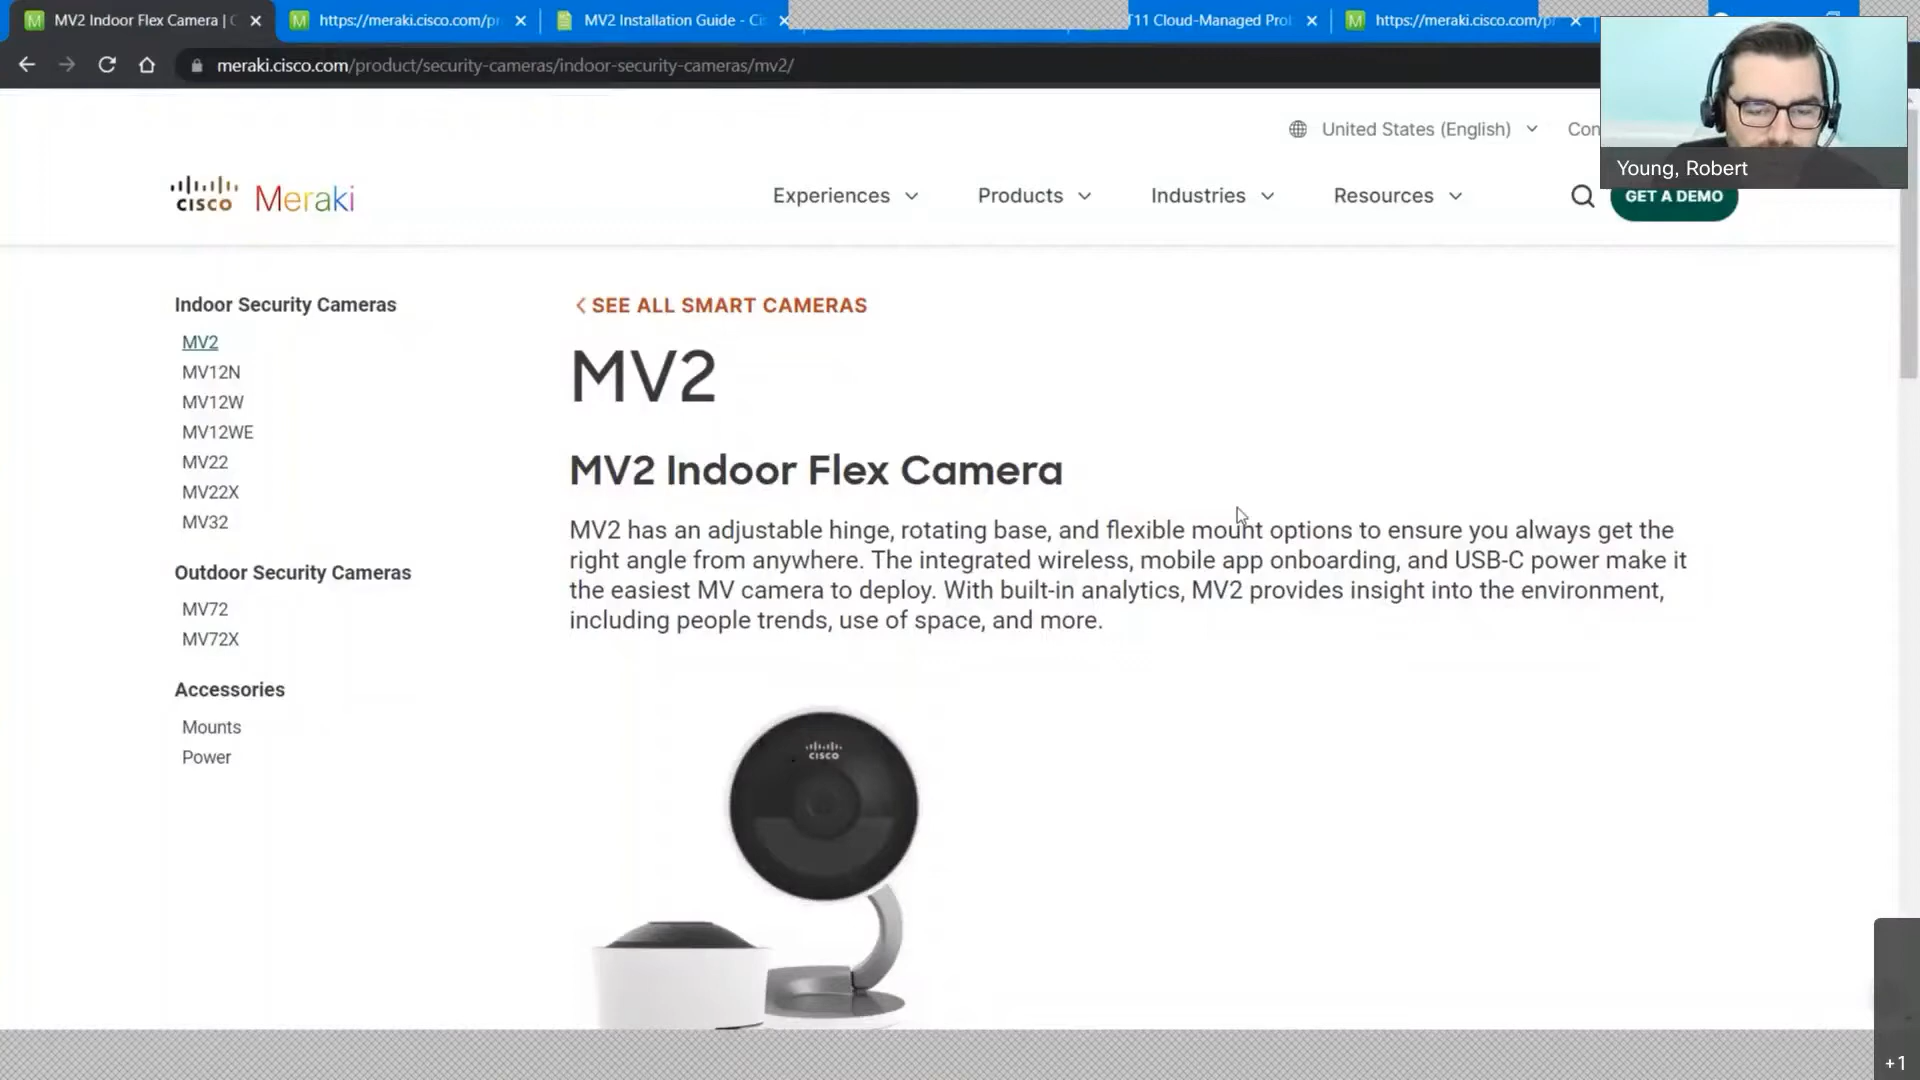 MV2 Indoor Flex Camera |
https://meraki.cisco.com/pr
MV2 Installation Guide - Ci
T11 Cloud-Managed Pro
https://meraki.cisco.com/pr
meraki.cisco.com/product/security-cameras/indoor-security-cameras/mv2/
Young, Robert
United States (English)
Con
CISCO Meraki
Experiences
Products
Industries
Resources
GET A DEMO
Indoor Security Cameras
MV2
MV12N
MV12W
MV12WE
MV22
MV22X
MV32
Outdoor Security Cameras
MV72
MV72X
Accessories
Mounts
Power
SEE ALL SMART CAMERAS
MV2
MV2 Indoor Flex Camera
MV2 has an adjustable hinge, rotating base, and flexible mount options to ensure you always get the
right angle from anywhere. The integrated wireless, mobile app onboarding, and USB-C power make it
the easiest MV camera to deploy. With built-in analytics, MV2 provides insight into the environment,
including people trends, use of space, and more.
CISCO
+1